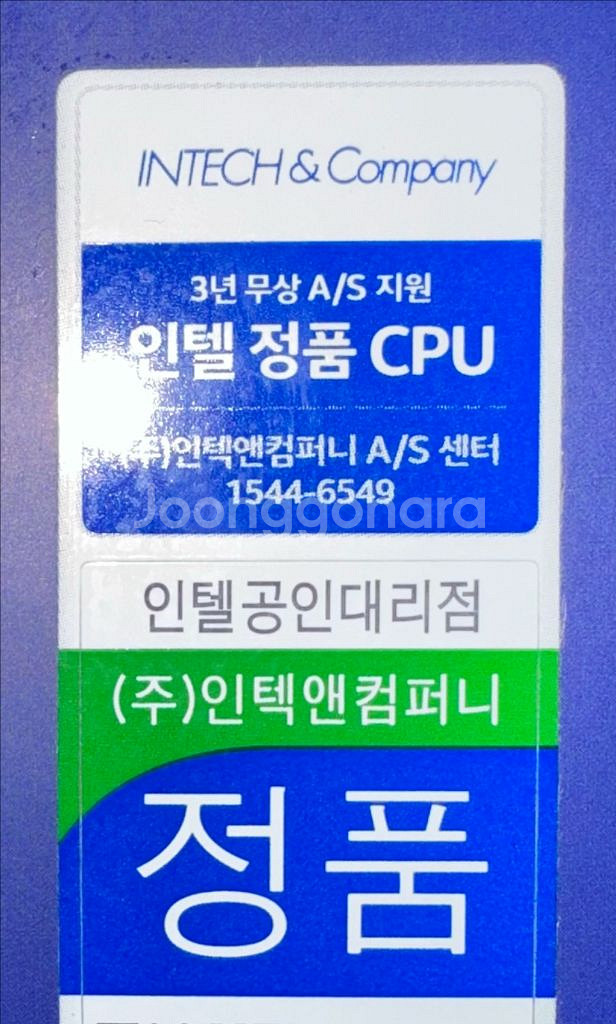 INTECH & Company
3년 무상 A/S 지원
인텔 정품 CPU
(주)인텍앤컴퍼니 A/S 센터
1544-6549
Joonggonara
인텔공인대리점
(주)인텍앤컴퍼니
정품